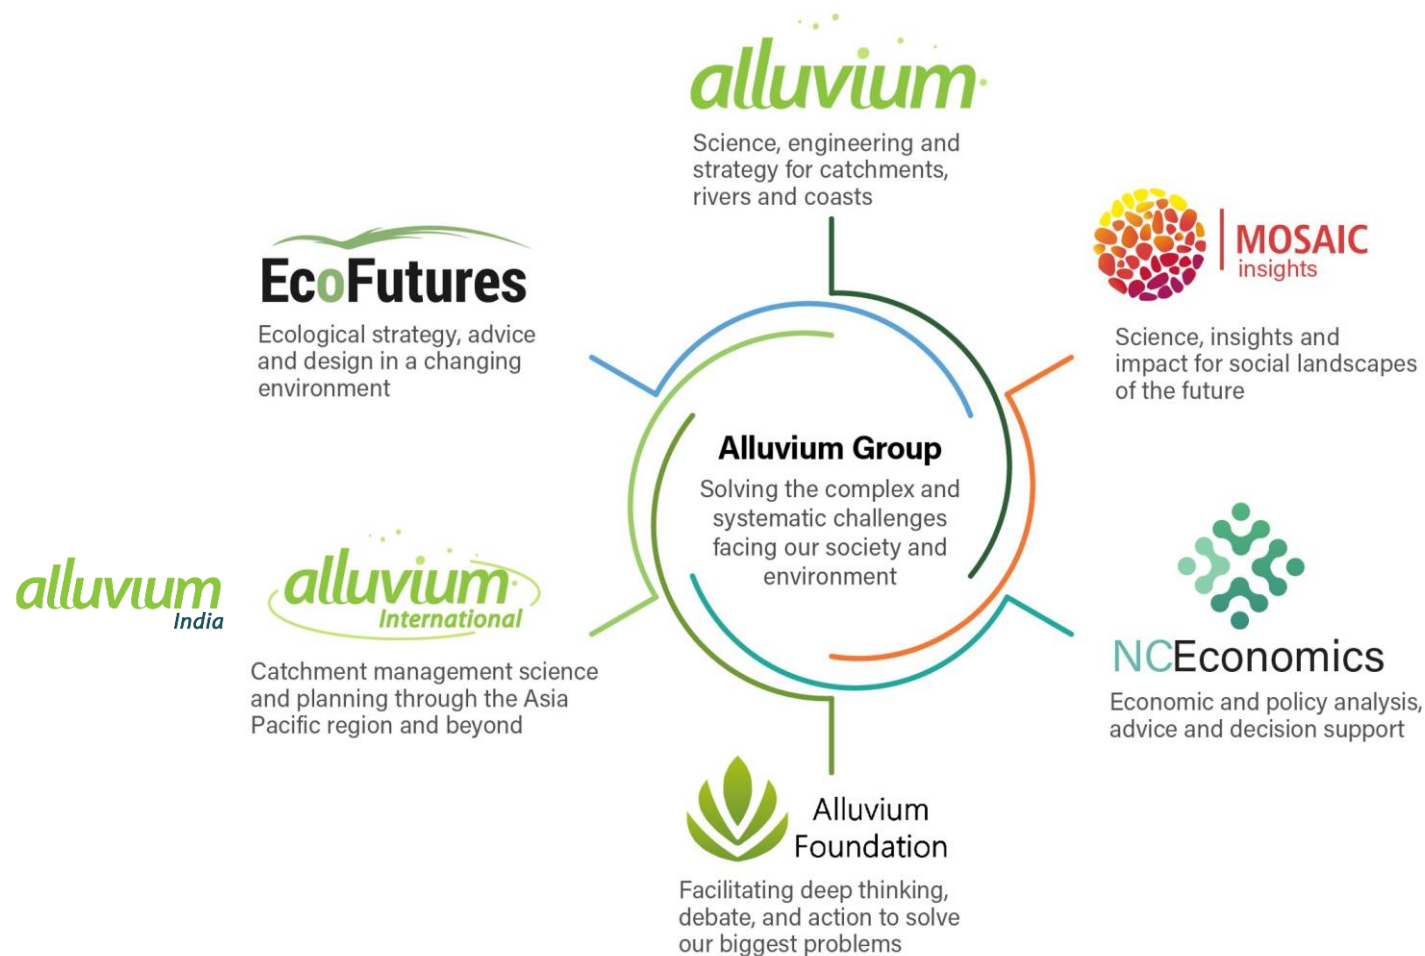 alluvium
Science, engineering and
strategy for catchments,
rivers and coasts
MOSAIC
insights
Science, insights and
impact for social landscapes
of the future
EcoFutures
Ecological strategy, advice
and design in a changing
environment
Alluvium Group
Solving the complex and
systematic challenges
facing our society and
environment
alluvium
India
alluvium
International
Catchment management science
and planning through the Asia
Pacific region and beyond
NCEconomics
Economic and policy analysis,
advice and decision support
Alluvium
Foundation
Facilitating deep thinking,
debate, and action to solve
our biggest problems